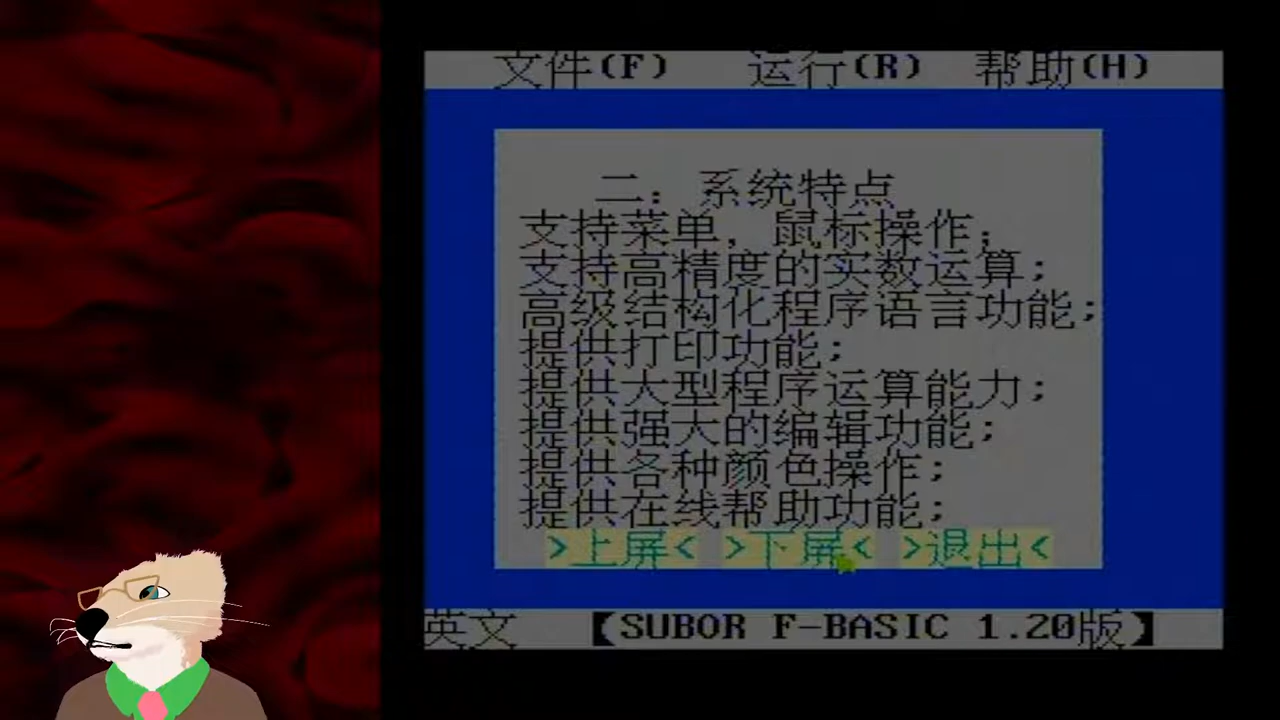 文件(F) 运行(R) 帮助(H)
二：系统特点
支持菜单，鼠标操作;
支持高精度的实数运算;
高级结构化程序语言功能;
提供打印功能;
提供大型程序运算能力;
提供强大的编辑功能;
提供各种颜色操作;
提供在线帮助功能;
>上屏< >下屏< >退出<
英文 【SUBOR F-BASIC 1.20版】